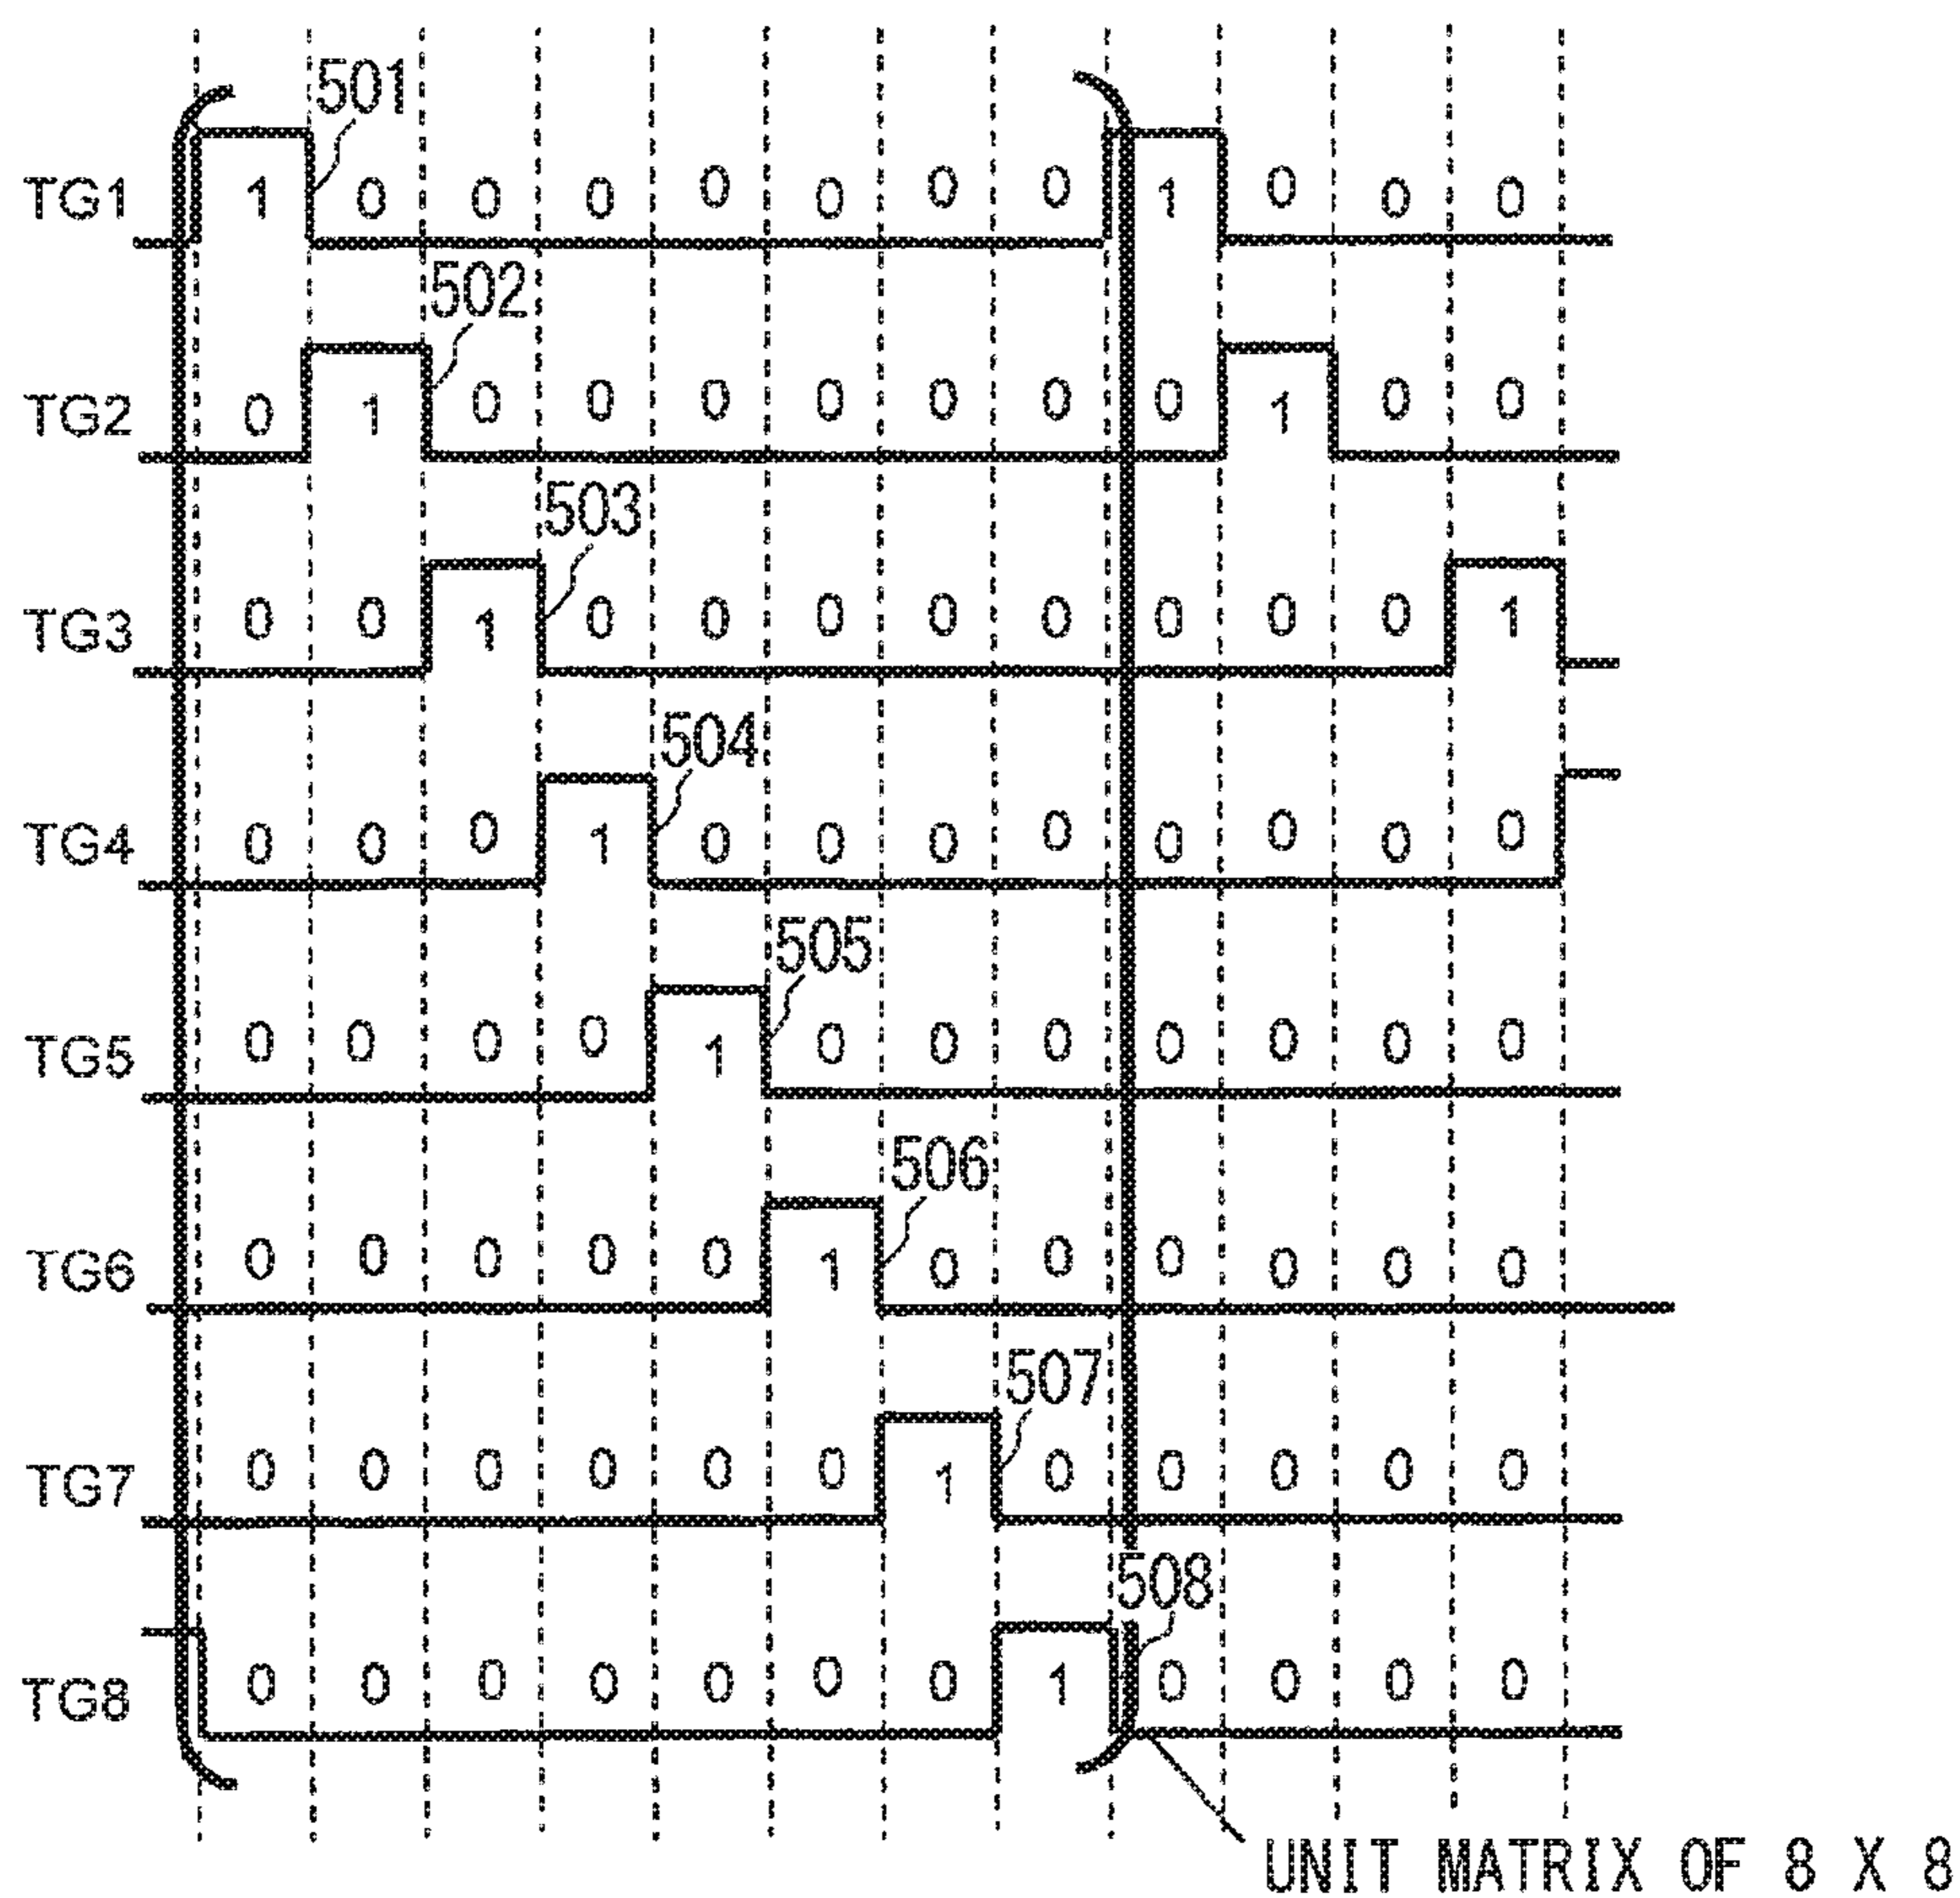 501
TG1 1 0 0 0 0 0 0 0 1 0 0 0
502
TG2 0 1 0 0 0 0 0 0 0 1 0 0
503
TG3 0 0 1 0 0 0 0 0 0 0 0 1
504
TG4 0 0 0 1 0 0 0 0 0 0 0 0
505
TG5 0 0 0 0 1 0 0 0 0 0 0 0
506
TG6 0 0 0 0 0 1 0 0 0 0 0 0
507
TG7 0 0 0 0 0 0 1 0 0 0 0 0
508
TG8 0 0 0 0 0 0 0 1 0 0 0 0
UNIT MATRIX OF 8 X 8